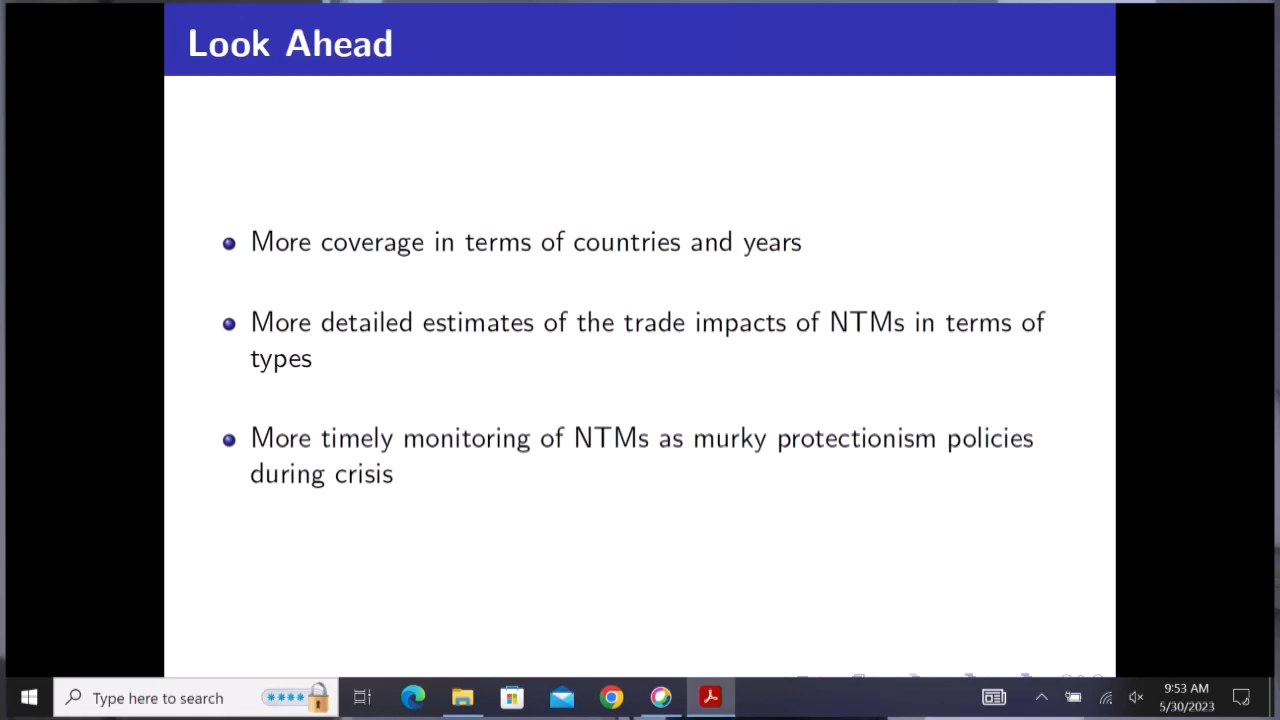 Look Ahead
More coverage in terms of countries and years
More detailed estimates of the trade impacts of NTMs in terms of
types
More timely monitoring of NTMs as murky protectionism policies
during crisis
Type here to search
9:53 AM
5/30/2023